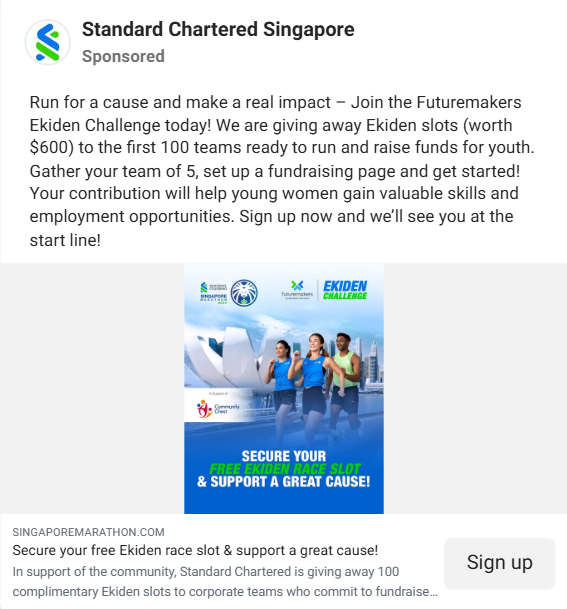 Standard Chartered Singapore
Sponsored
Run for a cause and make a real impact – Join the Futuremakers
Ekiden Challenge today! We are giving away Ekiden slots (worth
$600) to the first 100 teams ready to run and raise funds for youth.
Gather your team of 5, set up a fundraising page and get started!
Your contribution will help young women gain valuable skills and
employment opportunities. Sign up now and we’ll see you at the
start line!
standard chartered
SINGAPORE
MARATHON
Futuremakers
EKIDEN
CHALLENGE
In Support of
Community
Chest
SECURE YOUR
FREE EKIDEN RACE SLOT
& SUPPORT A GREAT CAUSE!
SINGAPOREMARATHON.COM
Secure your free Ekiden race slot & support a great cause!
In support of the community, Standard Chartered is giving away 100
complimentary Ekiden slots to corporate teams who commit to fundraise...
Sign up